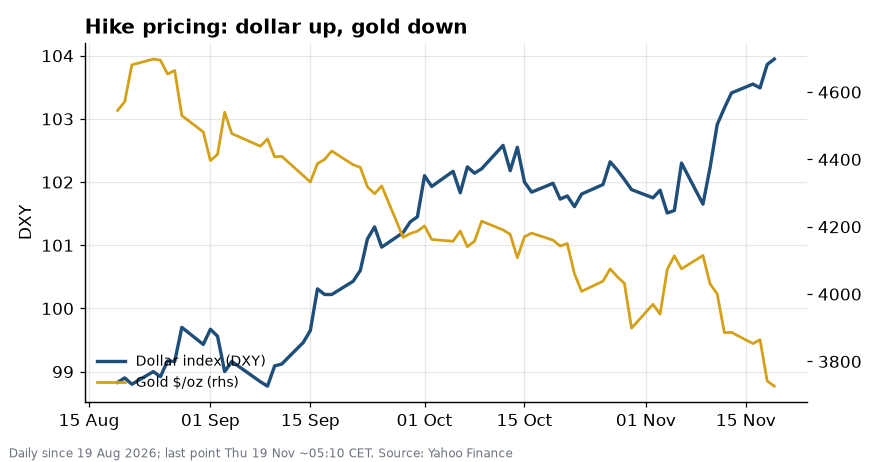 Hike pricing: dollar up, gold down
104
103
102
101
100
99
DXY
4600
4400
4200
4000
3800
Dollar index (DXY)
Gold $/oz (rhs)
15 Aug 01 Sep 15 Sep 01 Oct 15 Oct 01 Nov 15 Nov
Daily since 19 Aug 2026; last point Thu 19 Nov ~05:10 CET. Source: Yahoo Finance